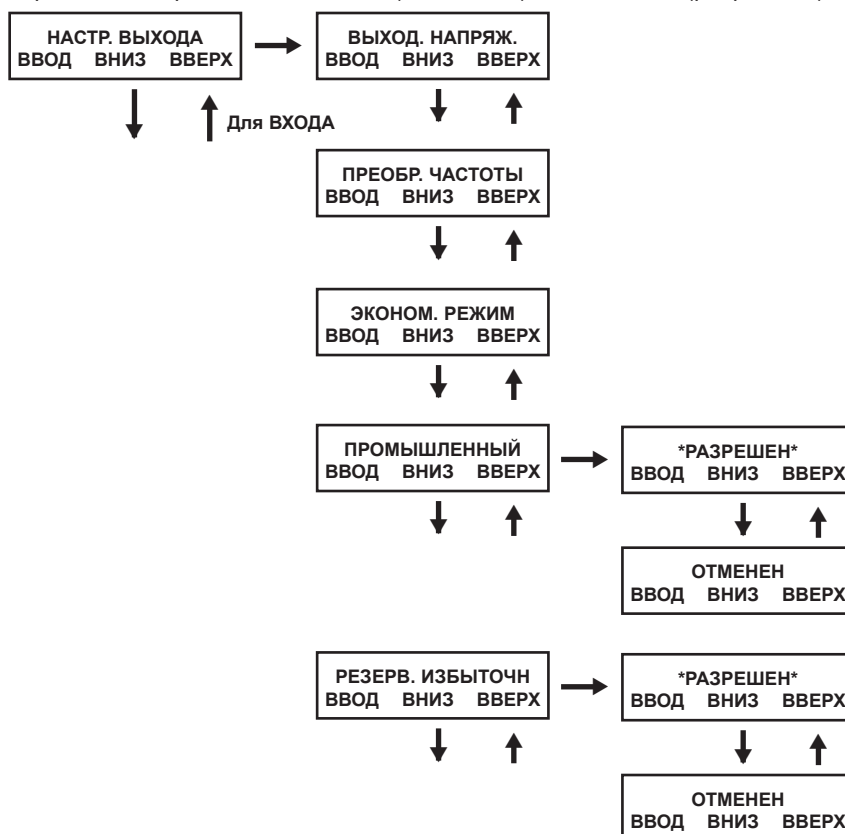 НАСТР. ВЫХОДА
ВВОД ВНИЗ ВВЕРХ
ВЫХОД. НАПРЯЖ.
ВВОД ВНИЗ ВВЕРХ
Для ВХОДА
ПРЕОБР. ЧАСТОТЫ
ВВОД ВНИЗ ВВЕРХ
ЭКОНОМ. РЕЖИМ
ВВОД ВНИЗ ВВЕРХ
ПРОМЫШЛЕННЫЙ
ВВОД ВНИЗ ВВЕРХ
*РАЗРЕШЕН*
ВВОД ВНИЗ ВВЕРХ
ОТМЕНЕН
ВВОД ВНИЗ ВВЕРХ
РЕЗЕРВ. ИЗБЫТОЧН
ВВОД ВНИЗ ВВЕРХ
*РАЗРЕШЕН*
ВВОД ВНИЗ ВВЕРХ
ОТМЕНЕН
ВВОД ВНИЗ ВВЕРХ